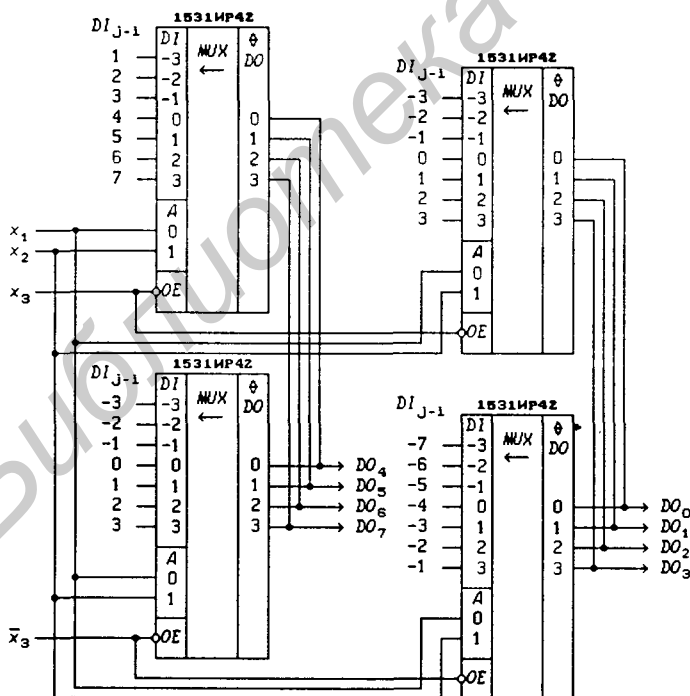 1531ИР42
DI j-i
DI MUX θ
1 -3 ← DO
2 -2
3 -1
4 0 0
5 1 1
6 2 2
7 3 3
A
x1 0
x2 1
x3 OE
1531ИР42
DI j-i
DI MUX θ
-3 -3 ← DO
-2 -2
-1 -1
0 0 0
1 1 1
2 2 2
3 3 3
A
0
1
OE
1531ИР42
DI j-i
DI MUX θ
-3 -3 ← DO
-2 -2
-1 -1
0 0 0 → DO4
1 1 1 → DO5
2 2 2 → DO6
3 3 3 → DO7
A
0
1
x̄3 OE
1531ИР42
DI j-i
DI MUX θ
-7 -3 ← DO
-6 -2
-5 -1
-4 0 0 → DO0
-3 1 1 → DO1
-2 2 2 → DO2
-1 3 3 → DO3
A
0
1
OE
Библиотека